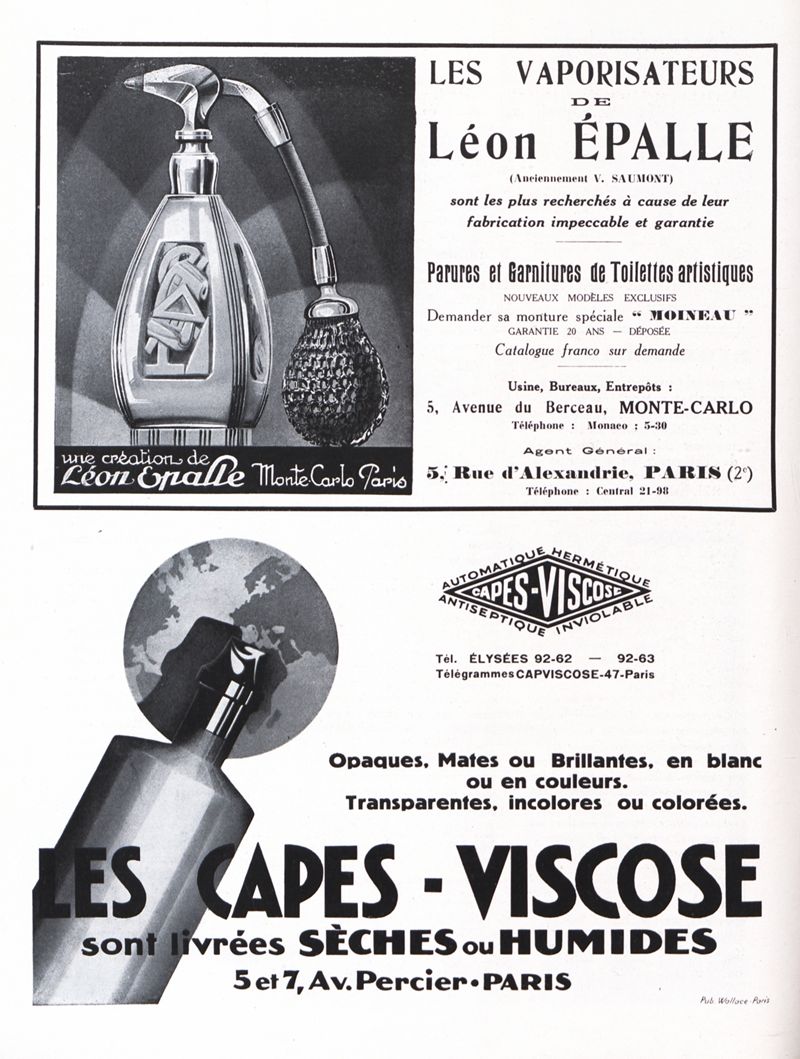 LES VAPORISATEURS
DE
Léon ÉPALLE
(Anciennement V. SAUMONT)
sont les plus recherchés à cause de leur
fabrication impeccable et garantie
Parures et Garnitures de Toilettes artistiques
NOUVEAUX MODÈLES EXCLUSIFS
Demander sa monture spéciale “ MOINEAU ”
GARANTIE 20 ANS — DÉPOSÉE
Catalogue franco sur demande
Usine, Bureaux, Entrepôts :
5, Avenue du Berceau, MONTE-CARLO
Téléphone : Monaco : 5-30
Agent Général :
5, Rue d'Alexandrie, PARIS (2e)
Téléphone : Central 21-98
une création de
Léon Epalle Monte-Carlo Paris
AUTOMATIQUE HERMÉTIQUE
CAPES-VISCOSE
ANTISEPTIQUE INVIOLABLE
Tél. ÉLYSÉES 92-62 — 92-63
Télégrammes CAPVISCOSE-47-Paris
Opaques, Mates ou Brillantes, en blanc
ou en couleurs.
Transparentes, incolores ou colorées.
LES CAPES - VISCOSE
sont livrées SÈCHES ou HUMIDES
5 et 7, Av. Percier • PARIS
Pub. Wallace-Paris